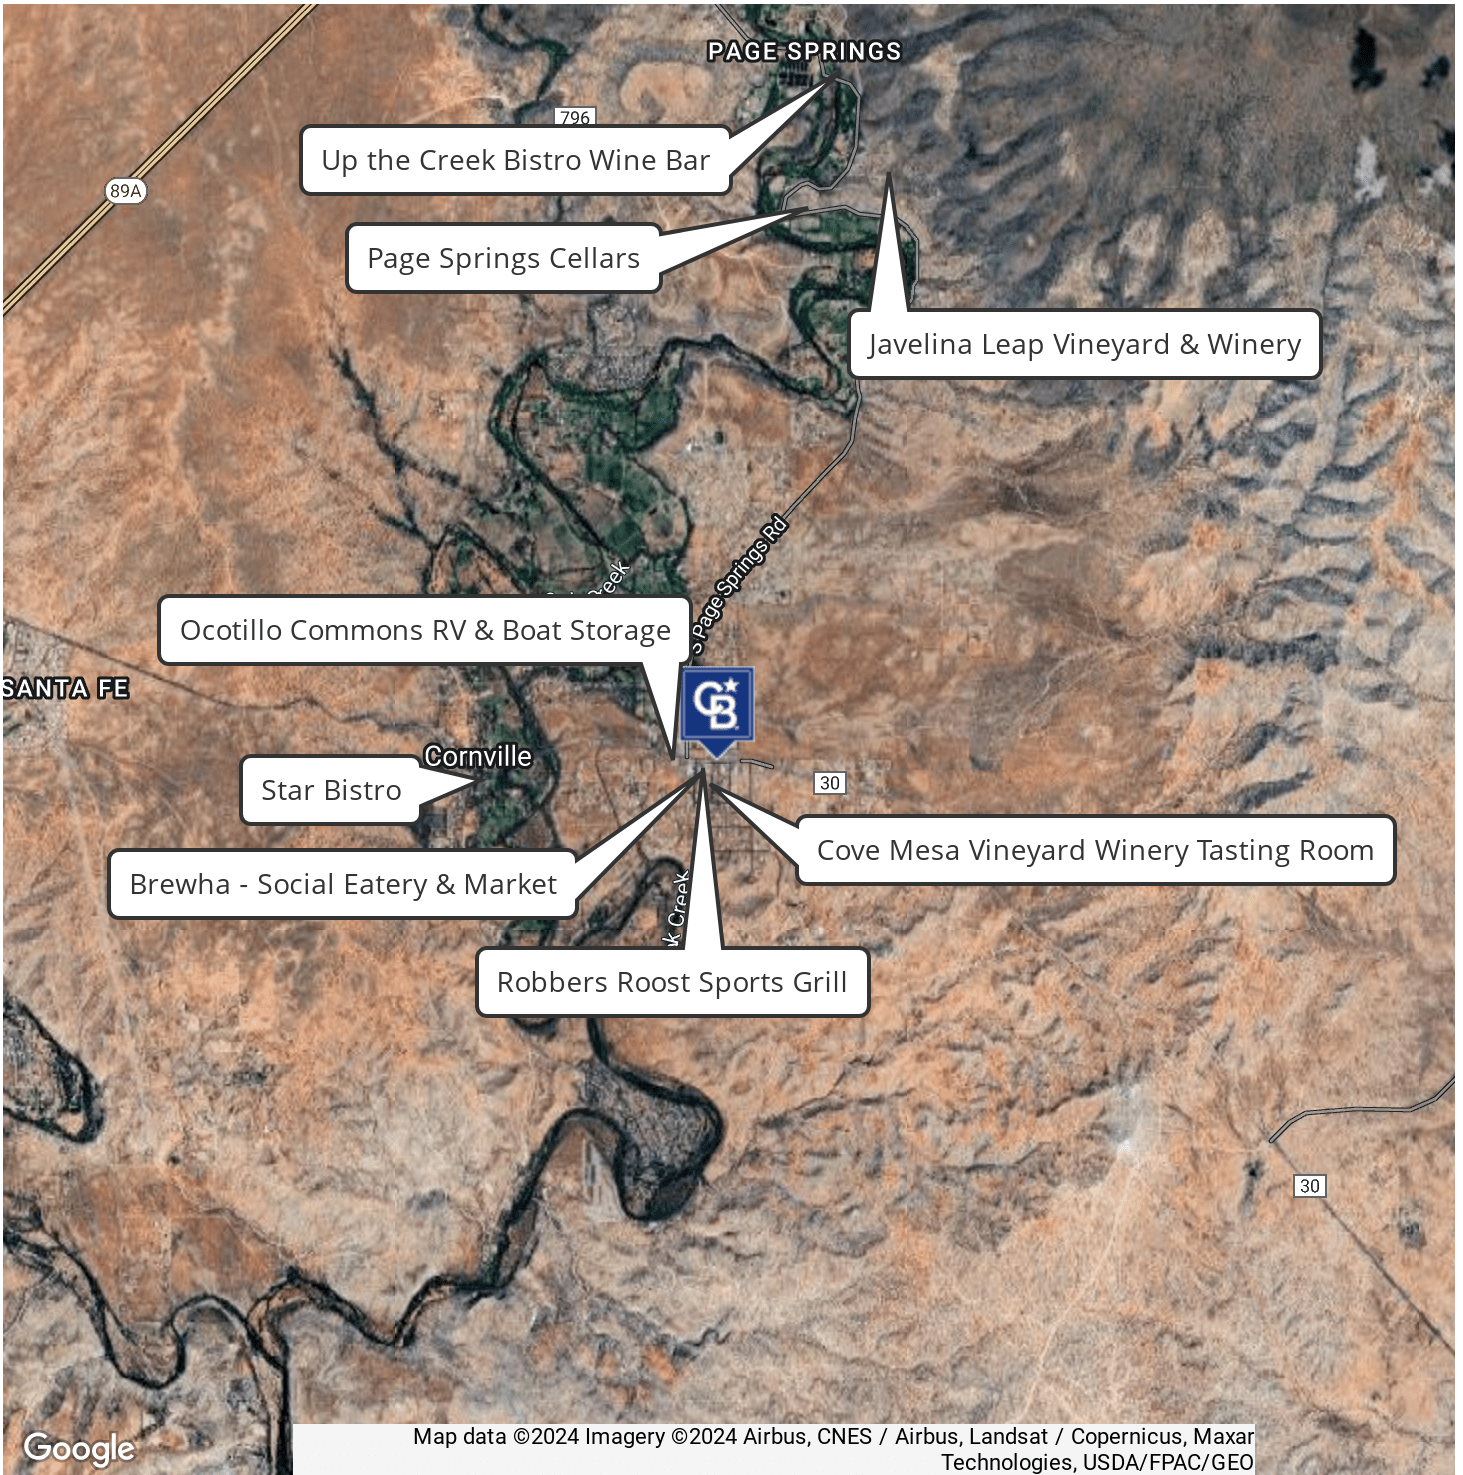 PAGE SPRINGS
796
Up the Creek Bistro Wine Bar
89A
Page Springs Cellars
Javelina Leap Vineyard & Winery
S Page Springs Rd
Creek
Ocotillo Commons RV & Boat Storage
SANTA FE
CB
Cornville
Star Bistro
30
Cove Mesa Vineyard Winery Tasting Room
Brewha - Social Eatery & Market
Creek
Robbers Roost Sports Grill
30
Google
Map data ©2024 Imagery ©2024 Airbus, CNES / Airbus, Landsat / Copernicus, Maxar
Technologies, USDA/FPAC/GEO